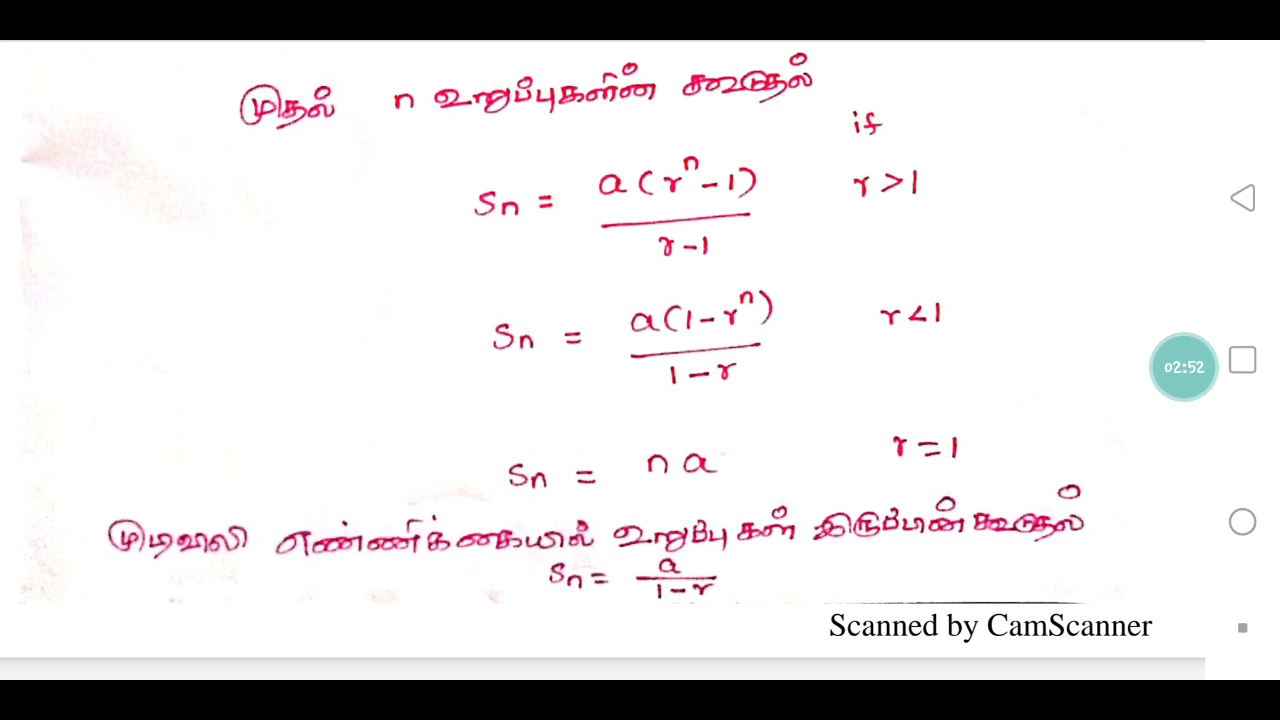 முதல் n உறுப்புகளின் கூடுதல்
if
Sn = a(r^n - 1) / r - 1 r > 1
Sn = a(1 - r^n) / 1 - r r < 1
Sn = na r = 1
முடிவிலி எண்ணிக்கையில் உறுப்புகள் இருப்பின் கூடுதல்
Sn = a / 1 - r
02:52
Scanned by CamScanner